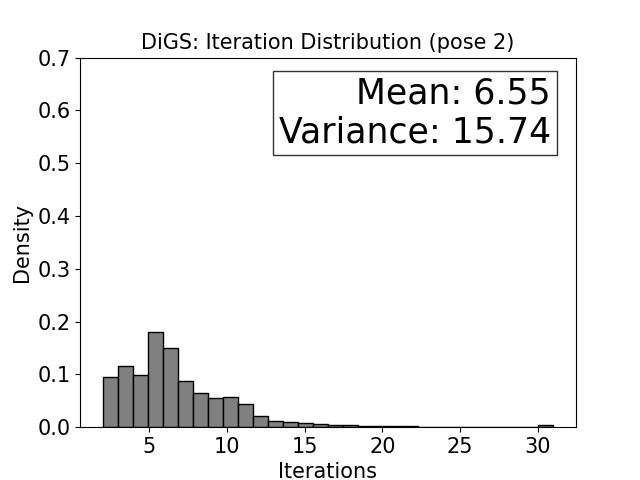 DiGS: Iteration Distribution (pose 2)
Mean: 6.55
Variance: 15.74
Density
0.7
0.6
0.5
0.4
0.3
0.2
0.1
0.0
5 10 15 20 25 30
Iterations